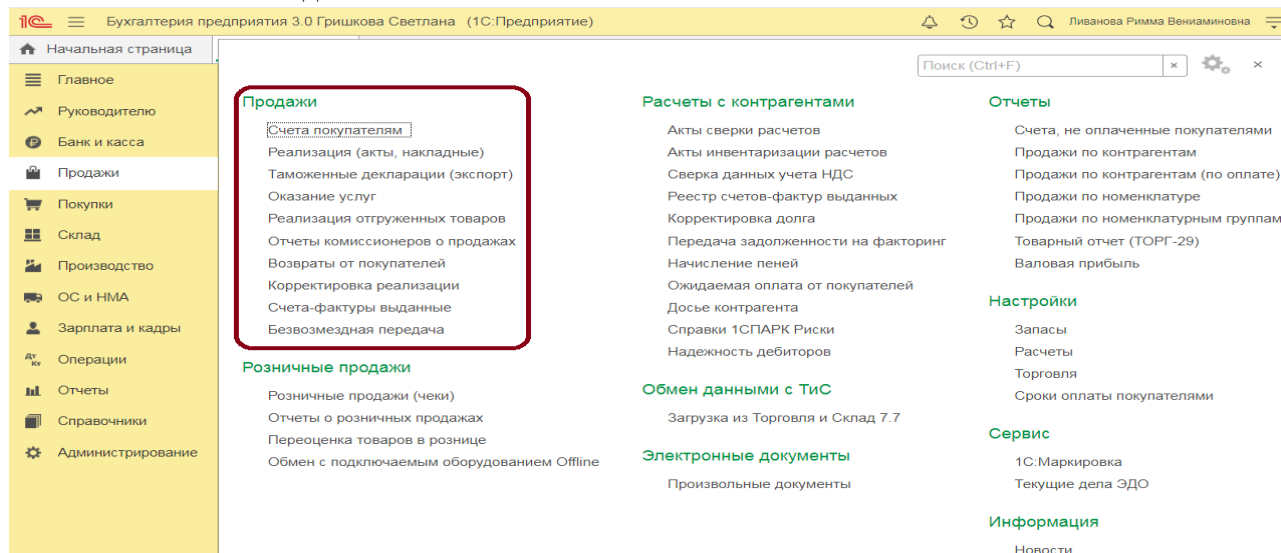 1С Бухгалтерия предприятия 3.0 Гришкова Светлана (1С:Предприятие) Ливанова Римма Вениаминовна
Начальная страница
Поиск (Ctrl+F) ×
×
Главное
Руководителю
Банк и касса
Продажи
Покупки
Склад
Производство
ОС и НМА
Зарплата и кадры
Дт Кт Операции
Отчеты
Справочники
Администрирование
Продажи
Счета покупателям
Реализация (акты, накладные)
Таможенные декларации (экспорт)
Оказание услуг
Реализация отгруженных товаров
Отчеты комиссионеров о продажах
Возвраты от покупателей
Корректировка реализации
Счета-фактуры выданные
Безвозмездная передача
Розничные продажи
Розничные продажи (чеки)
Отчеты о розничных продажах
Переоценка товаров в рознице
Обмен с подключаемым оборудованием Offline
Расчеты с контрагентами
Акты сверки расчетов
Акты инвентаризации расчетов
Сверка данных учета НДС
Реестр счетов-фактур выданных
Корректировка долга
Передача задолженности на факторинг
Начисление пеней
Ожидаемая оплата от покупателей
Досье контрагента
Справки 1СПАРК Риски
Надежность дебиторов
Обмен данными с ТиС
Загрузка из Торговля и Склад 7.7
Электронные документы
Произвольные документы
Отчеты
Счета, не оплаченные покупателями
Продажи по контрагентам
Продажи по контрагентам (по оплате)
Продажи по номенклатуре
Продажи по номенклатурным группам
Товарный отчет (ТОРГ-29)
Валовая прибыль
Настройки
Запасы
Расчеты
Торговля
Сроки оплаты покупателями
Сервис
1С:Маркировка
Текущие дела ЭДО
Информация
Новости